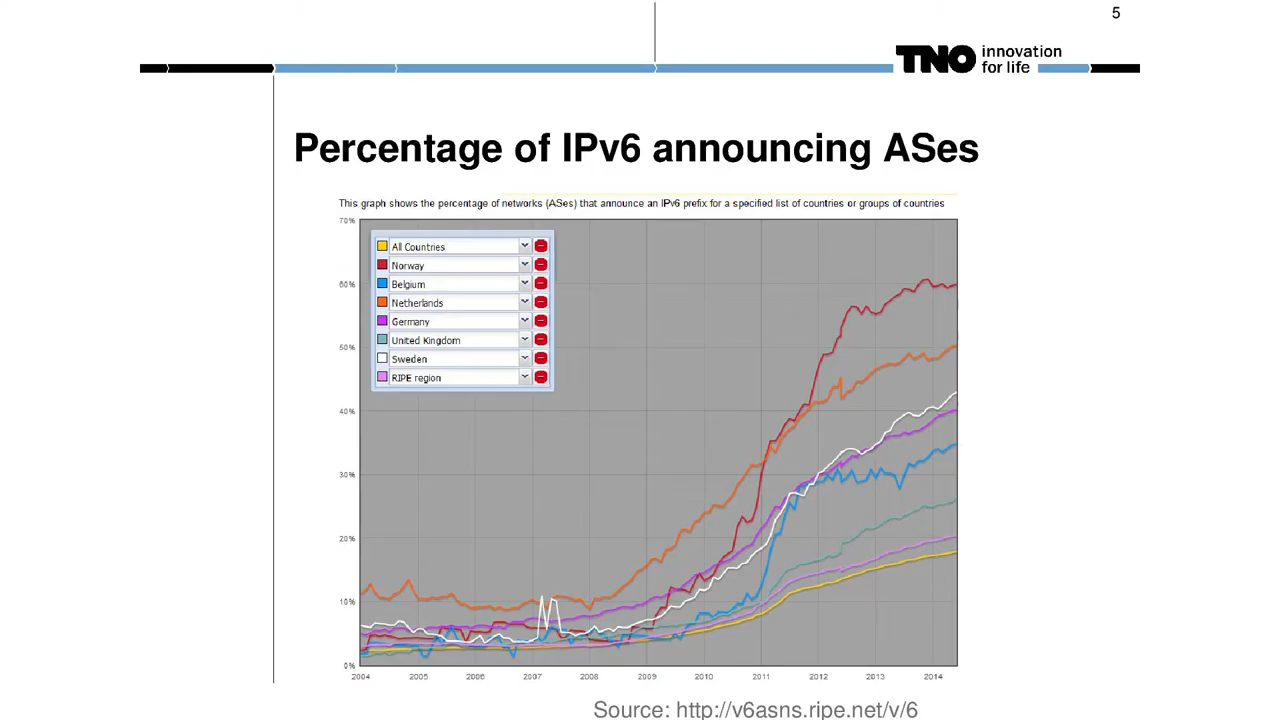 5
TNO innovation
for life
Percentage of IPv6 announcing ASes
This graph shows the percentage of networks (ASes) that announce an IPv6 prefix for a specified list of countries or groups of countries
70%
60%
50%
40%
30%
20%
10%
0%
All Countries
Norway
Belgium
Netherlands
Germany
United Kingdom
Sweden
RIPE region
2004 2005 2006 2007 2008 2009 2010 2011 2012 2013 2014
Source: http://v6asns.ripe.net/v/6